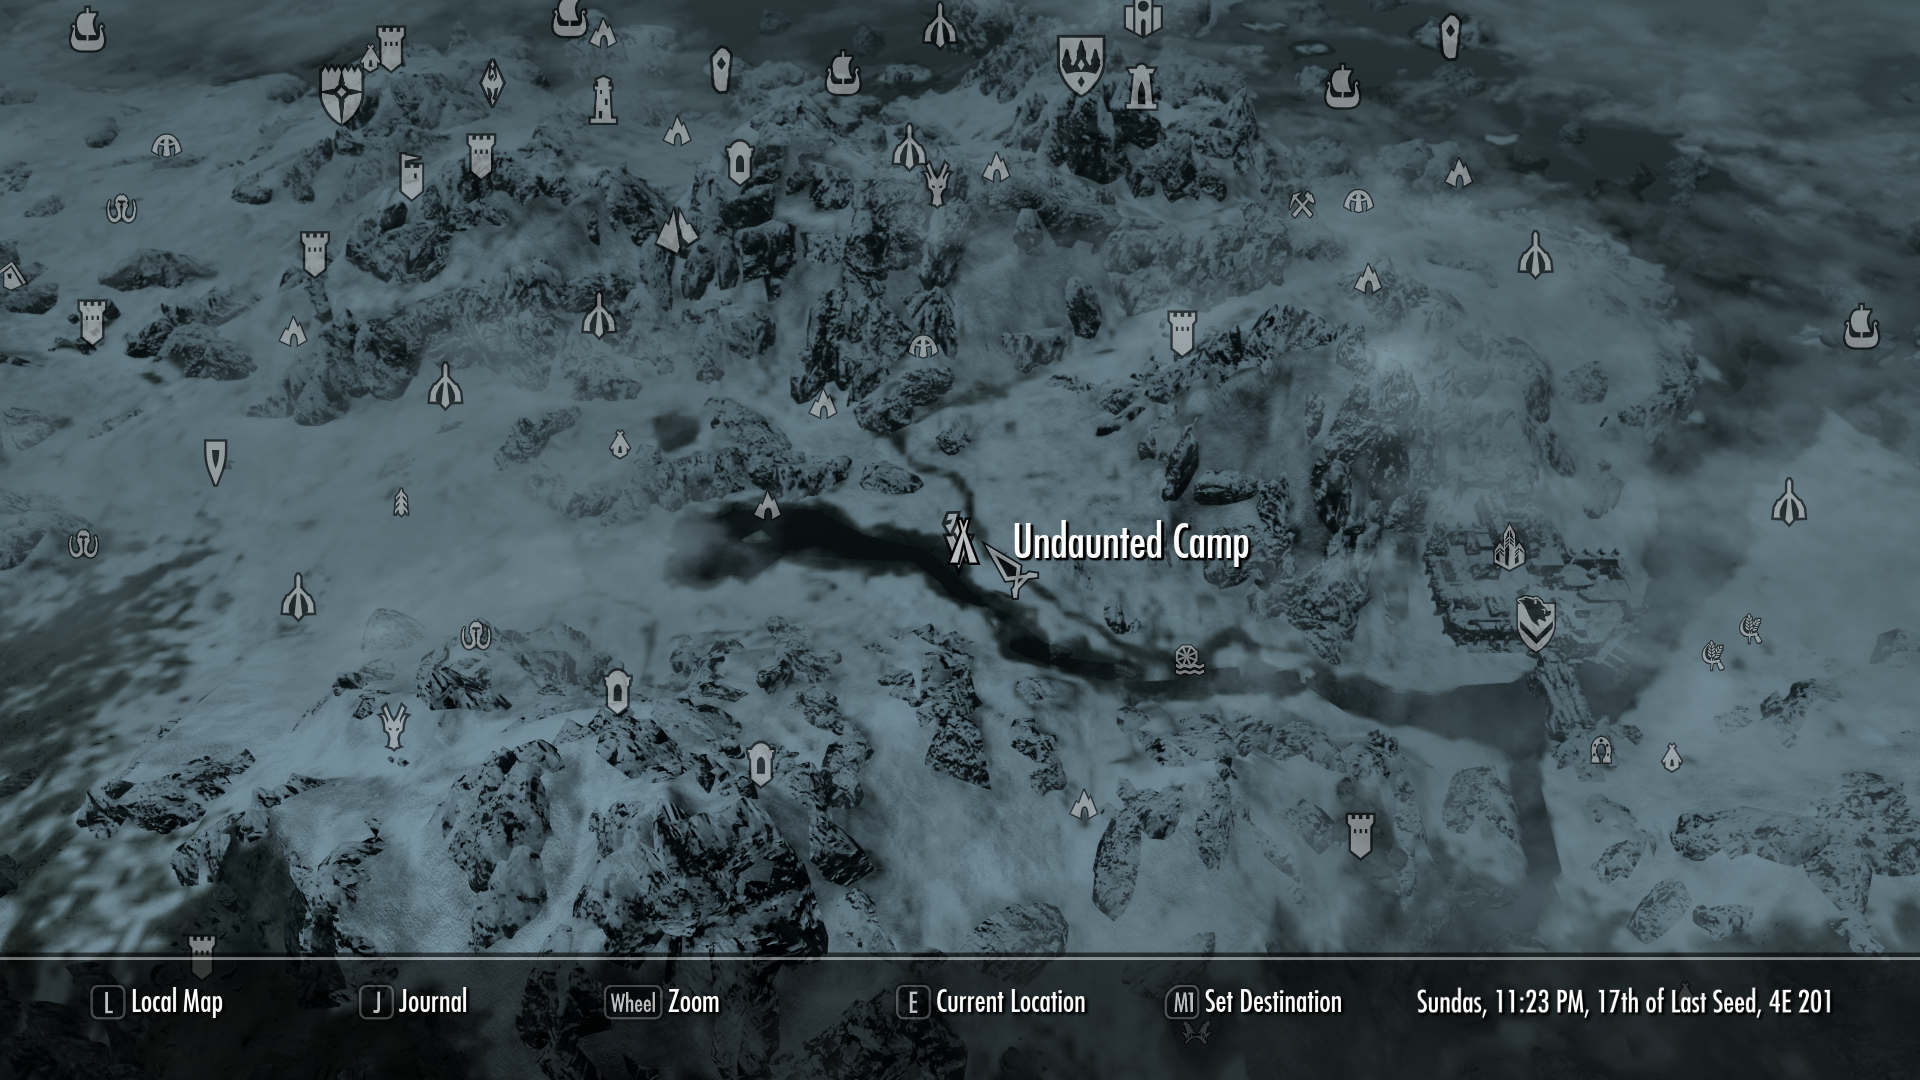 Undaunted Camp
L Local Map
J Journal
Wheel Zoom
E Current Location
M1 Set Destination
Sundas, 11:23 PM, 17th of Last Seed, 4E 201